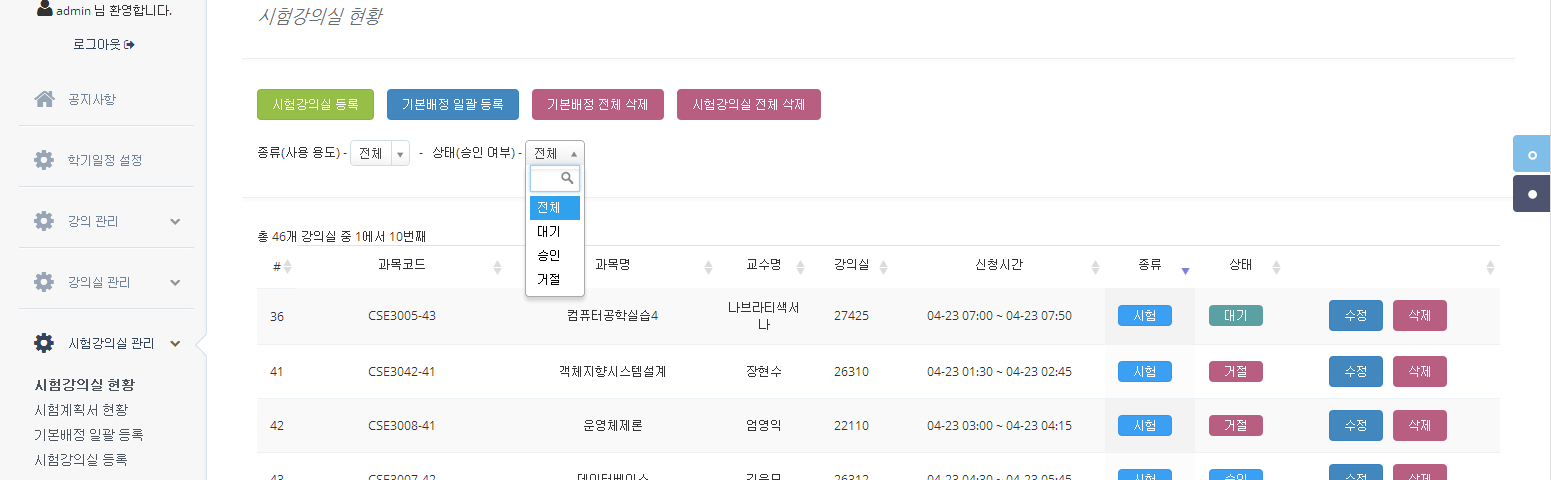 admin 님 환영합니다.
로그아웃
공지사항
학기일정 설정
강의 관리
강의실 관리
시험강의실 관리
시험강의실 현황
시험계획서 현황
기본배정 일괄 등록
시험강의실 등록
시험강의실 현황
시험강의실 등록 기본배정 일괄 등록 기본배정 전체 삭제 시험강의실 전체 삭제
종류(사용 용도) - 전체 - 상태(승인 여부) - 전체
전체
대기
승인
거절
총 46개 강의실 중 1에서 10번째
# 과목코드 과목명 교수명 강의실 신청시간 종류 상태
36 CSE3005-43 컴퓨터공학실습4 나브라티색서나 27425 04-23 07:00 ~ 04-23 07:50 시험 대기 수정 삭제
41 CSE3042-41 객체지향시스템설계 장현수 26310 04-23 01:30 ~ 04-23 02:45 시험 거절 수정 삭제
42 CSE3008-41 운영체제론 엄영익 22110 04-23 03:00 ~ 04-23 04:15 시험 거절 수정 삭제
43 CSE3007-42 데이터베이스 26312 04-23 04:30 ~ 04-23 05:45 시험 승인 수정 삭제